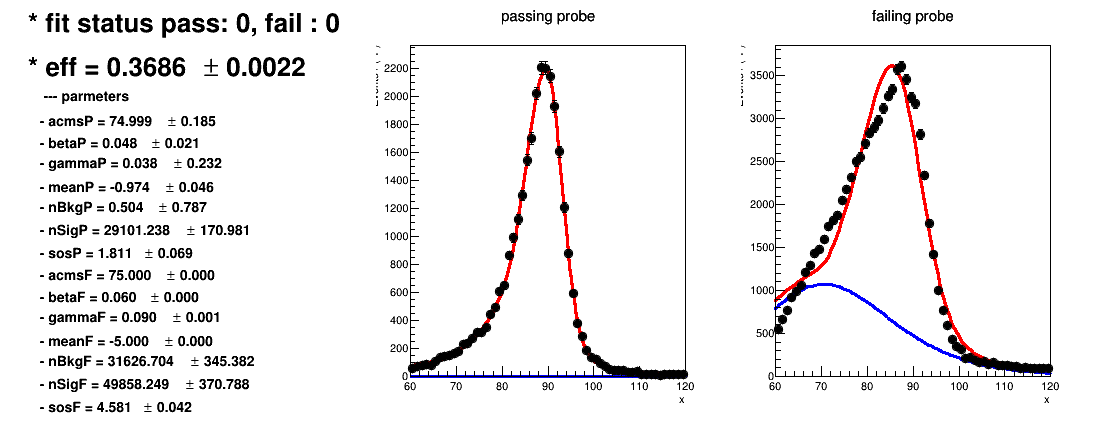 * fit status pass: 0, fail : 0
* eff = 0.3686 ± 0.0022
--- parmeters
- acmsP = 74.999 ± 0.185
- betaP = 0.048 ± 0.021
- gammaP = 0.038 ± 0.232
- meanP = -0.974 ± 0.046
- nBkgP = 0.504 ± 0.787
- nSigP = 29101.238 ± 170.981
- sosP = 1.811 ± 0.069
- acmsF = 75.000 ± 0.000
- betaF = 0.060 ± 0.000
- gammaF = 0.090 ± 0.001
- meanF = -5.000 ± 0.000
- nBkgF = 31626.704 ± 345.382
- nSigF = 49858.249 ± 370.788
- sosF = 4.581 ± 0.042
passing probe
2200
2000
1800
1600
1400
1200
1000
800
600
400
200
0
60 70 80 90 100 110 120
x
failing probe
3500
3000
2500
2000
1500
1000
500
0
60 70 80 90 100 110 120
x